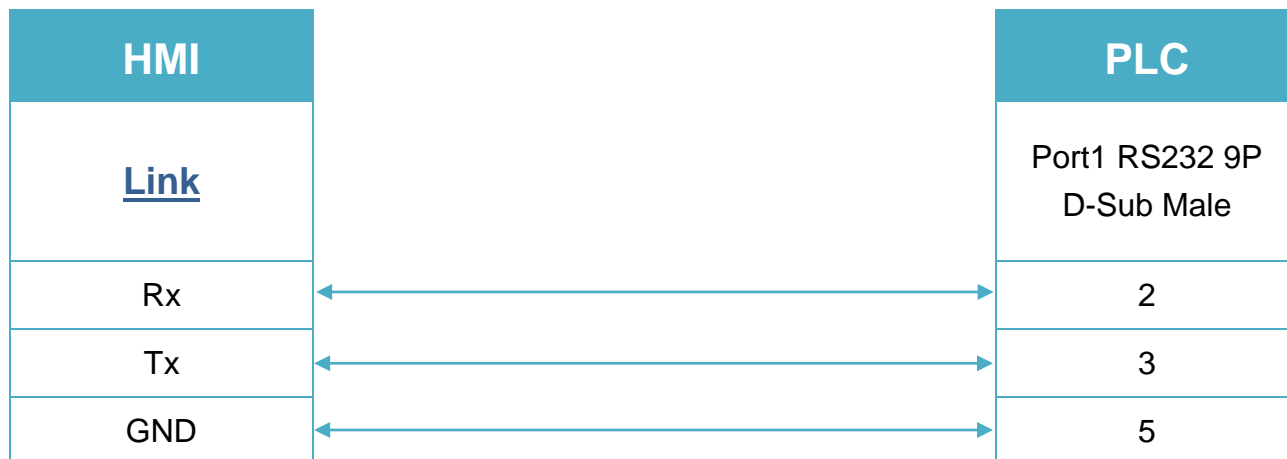 HMI
PLC
Link
Port1 RS232 9P
D-Sub Male
Rx
2
Tx
3
GND
5